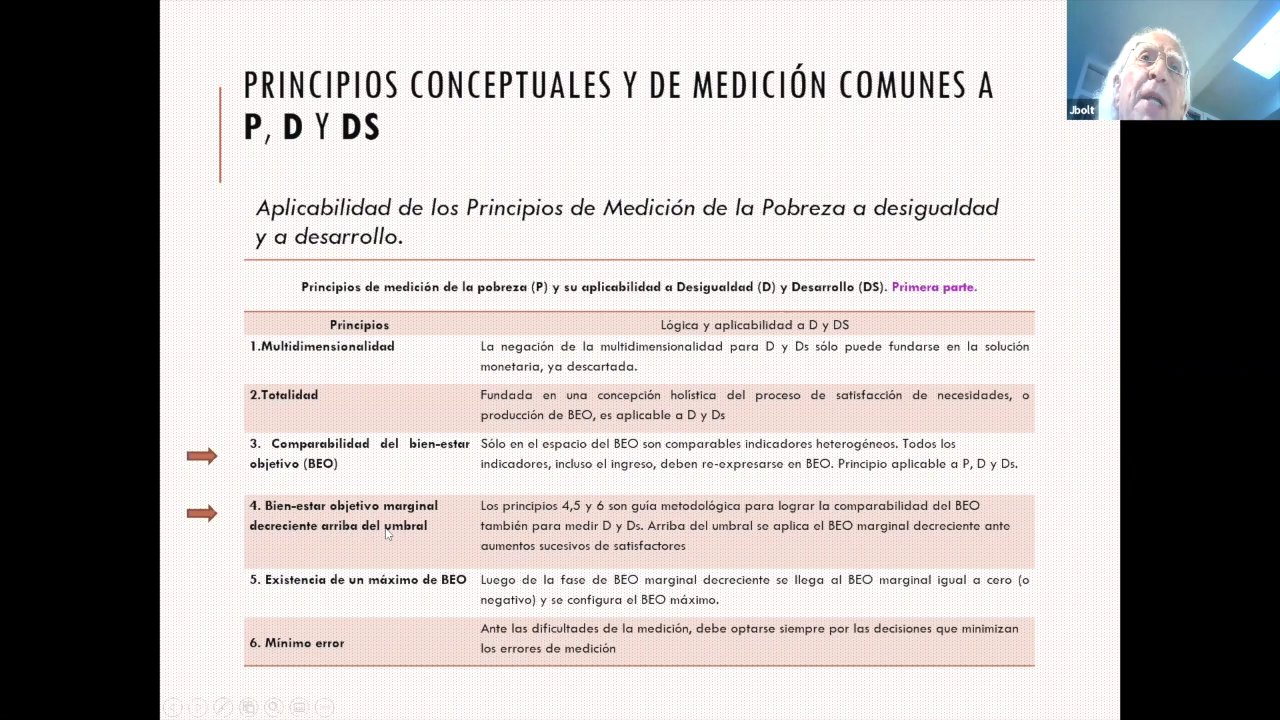 PRINCIPIOS CONCEPTUALES Y DE MEDICIÓN COMUNES A
P, D Y DS
Jbolt
Aplicabilidad de los Principios de Medición de la Pobreza a desigualdad
y a desarrollo.
Principios de medición de la pobreza (P) y su aplicabilidad a Desigualdad (D) y Desarrollo (DS). Primera parte.
Principios
Lógica y aplicabilidad a D y DS
1.Multidimensionalidad
La negación de la multidimensionalidad para D y Ds sólo puede fundarse en la solución
monetaria, ya descartada.
2.Totalidad
Fundada en una concepción holística del proceso de satisfacción de necesidades, o
producción de BEO, es aplicable a D y Ds
3. Comparabilidad del bien-estar
objetivo (BEO)
Sólo en el espacio del BEO son comparables indicadores heterogéneos. Todos los
indicadores, incluso el ingreso, deben re-expresarse en BEO. Principio aplicable a P, D y Ds.
4. Bien-estar objetivo marginal
decreciente arriba del umbral
Los principios 4,5 y 6 son guía metodológica para lograr la comparabilidad del BEO
también para medir D y Ds. Arriba del umbral se aplica el BEO marginal decreciente ante
aumentos sucesivos de satisfactores
5. Existencia de un máximo de BEO
Luego de la fase de BEO marginal decreciente se llega al BEO marginal igual a cero (o
negativo) y se configura el BEO máximo.
6. Mínimo error
Ante las dificultades de la medición, debe optarse siempre por las decisiones que minimizan
los errores de medición